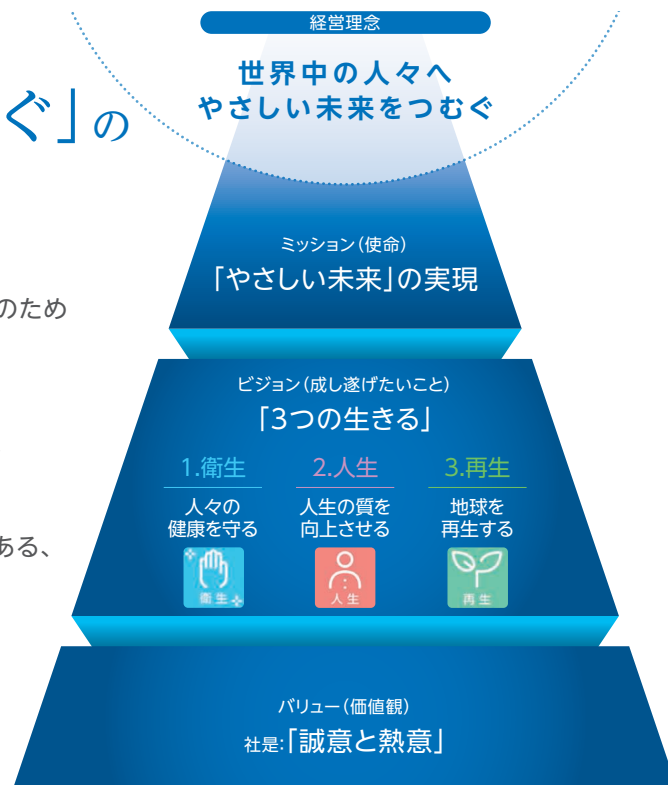 経営理念
世界中の人々へ
やさしい未来をつむぐ
ぐ」の
ミッション（使命）
「やさしい未来」の実現
のため
ビジョン（成し遂げたいこと）
「3つの生きる」
1.衛生
人々の
健康を守る
衛生
2.人生
人生の質を
向上させる
人生
3.再生
地球を
再生する
再生
ある、
バリュー（価値観）
社是:「誠意と熱意」